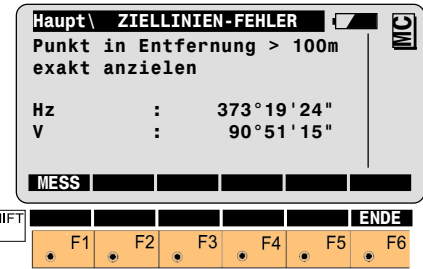 Haupt\ ZIELLINIEN-FEHLER
MC
Punkt in Entfernung > 100m
exakt anzielen
Hz : 373°19'24"
V : 90°51'15"
MESS
IFT ENDE
F1 F2 F3 F4 F5 F6